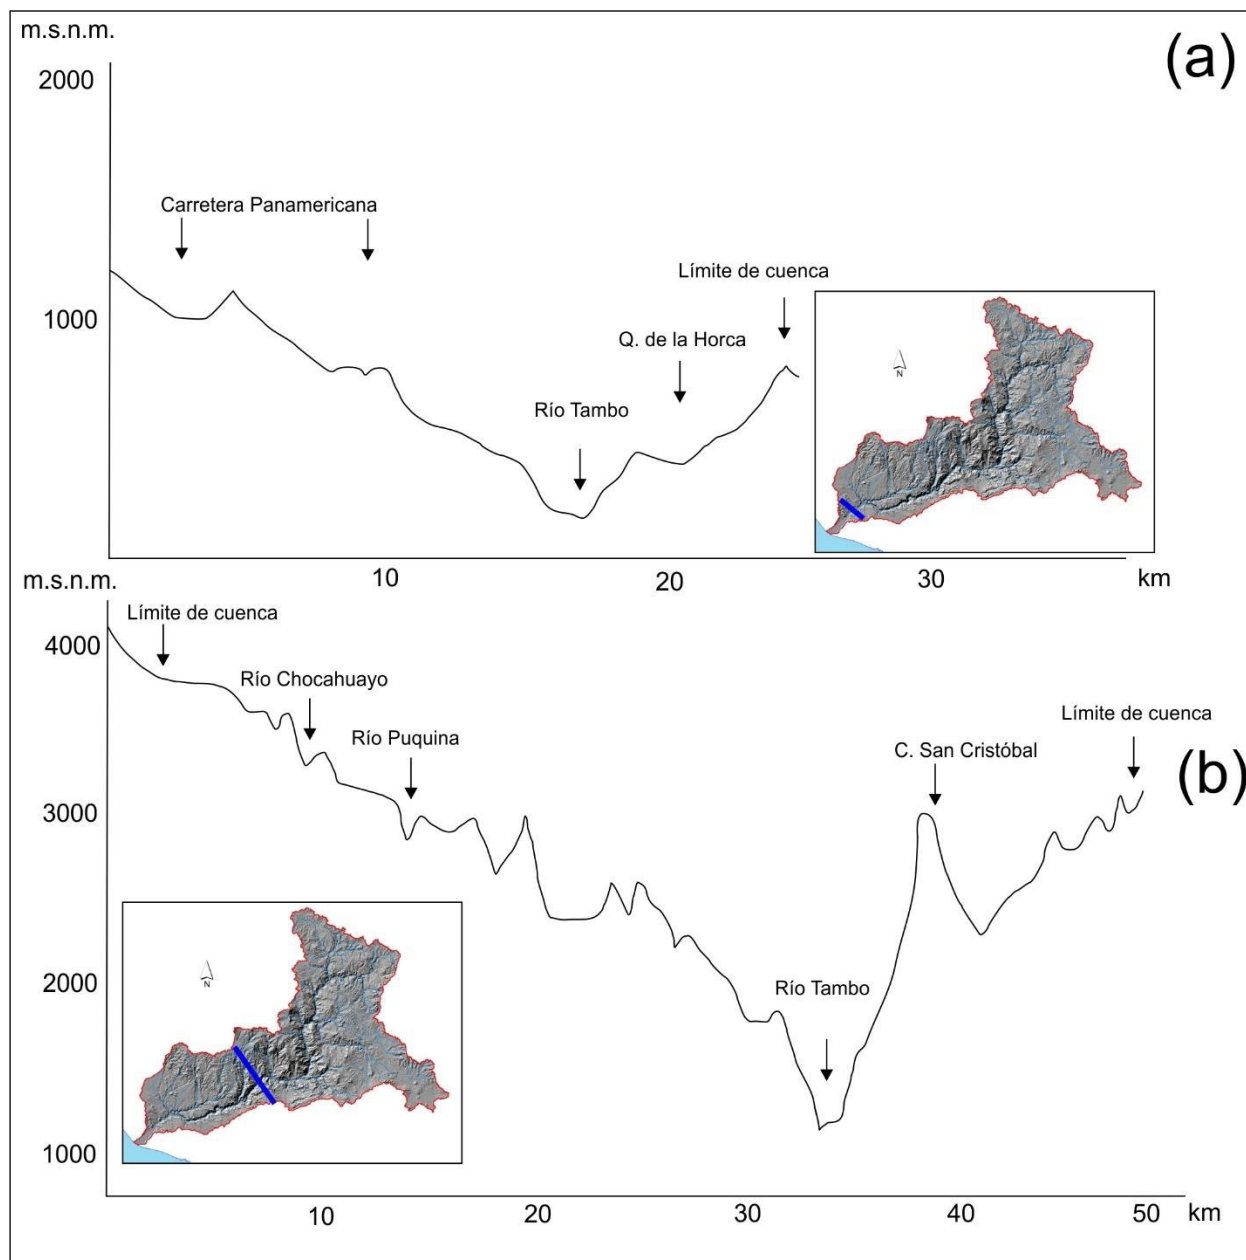 m.s.n.m.
(a)
2000
Carretera Panamericana
Límite de cuenca
1000
Q. de la Horca
Río Tambo
N
10
20
30
km
m.s.n.m.
Límite de cuenca
4000
Río Chocahuayo
Río Puquina
Límite de cuenca
C. San Cristóbal
(b)
3000
N
2000
Río Tambo
1000
10
20
30
40
50
km